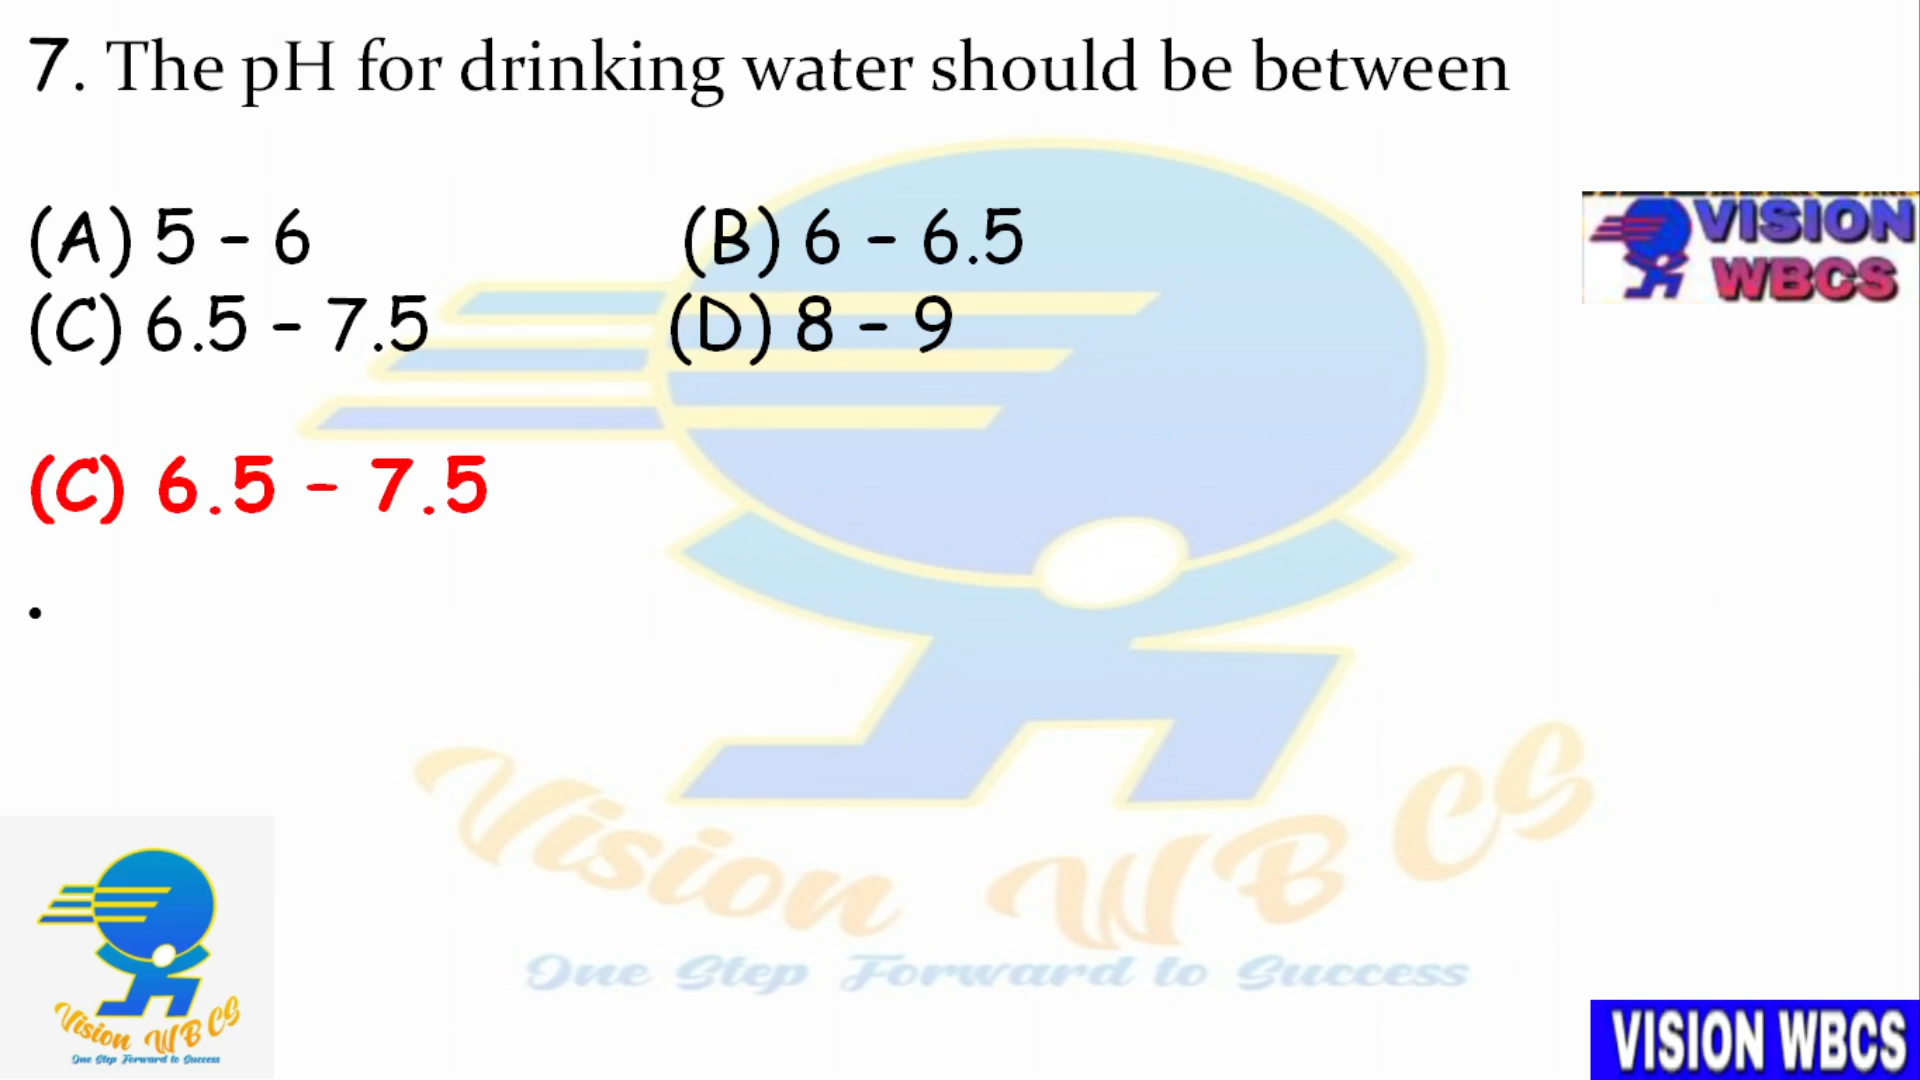 7. The pH for drinking water should be between
(A) 5 – 6 (B) 6 – 6.5
(C) 6.5 – 7.5 (D) 8 – 9
(C) 6.5 – 7.5
.
VISION
WBCS
Vision WBCS
One Step Forward to Success
Vision WBCS
One Step Forward to Success
VISION WBCS